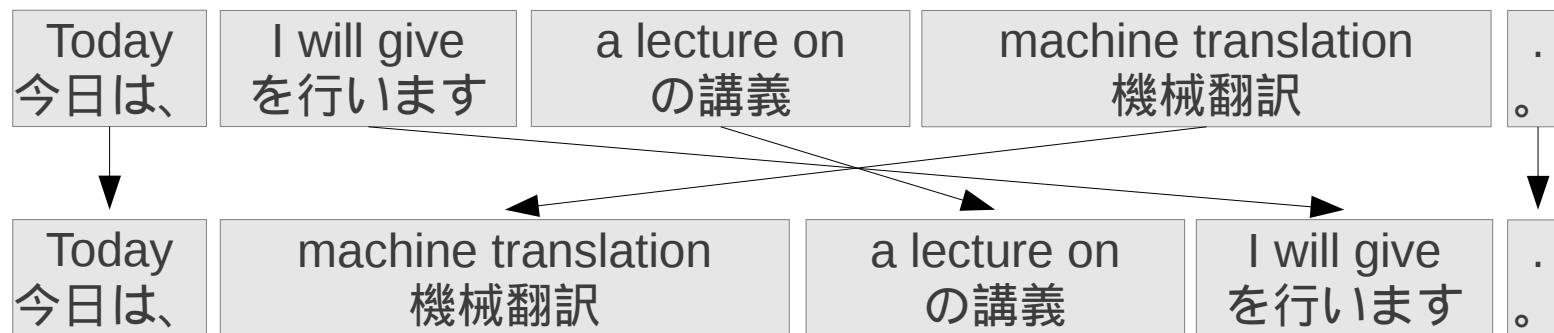 Today I will give a lecture on machine translation .
今日は、 を行います の講義 機械翻訳 。
Today machine translation a lecture on I will give .
今日は、 機械翻訳 の講義 を行います 。